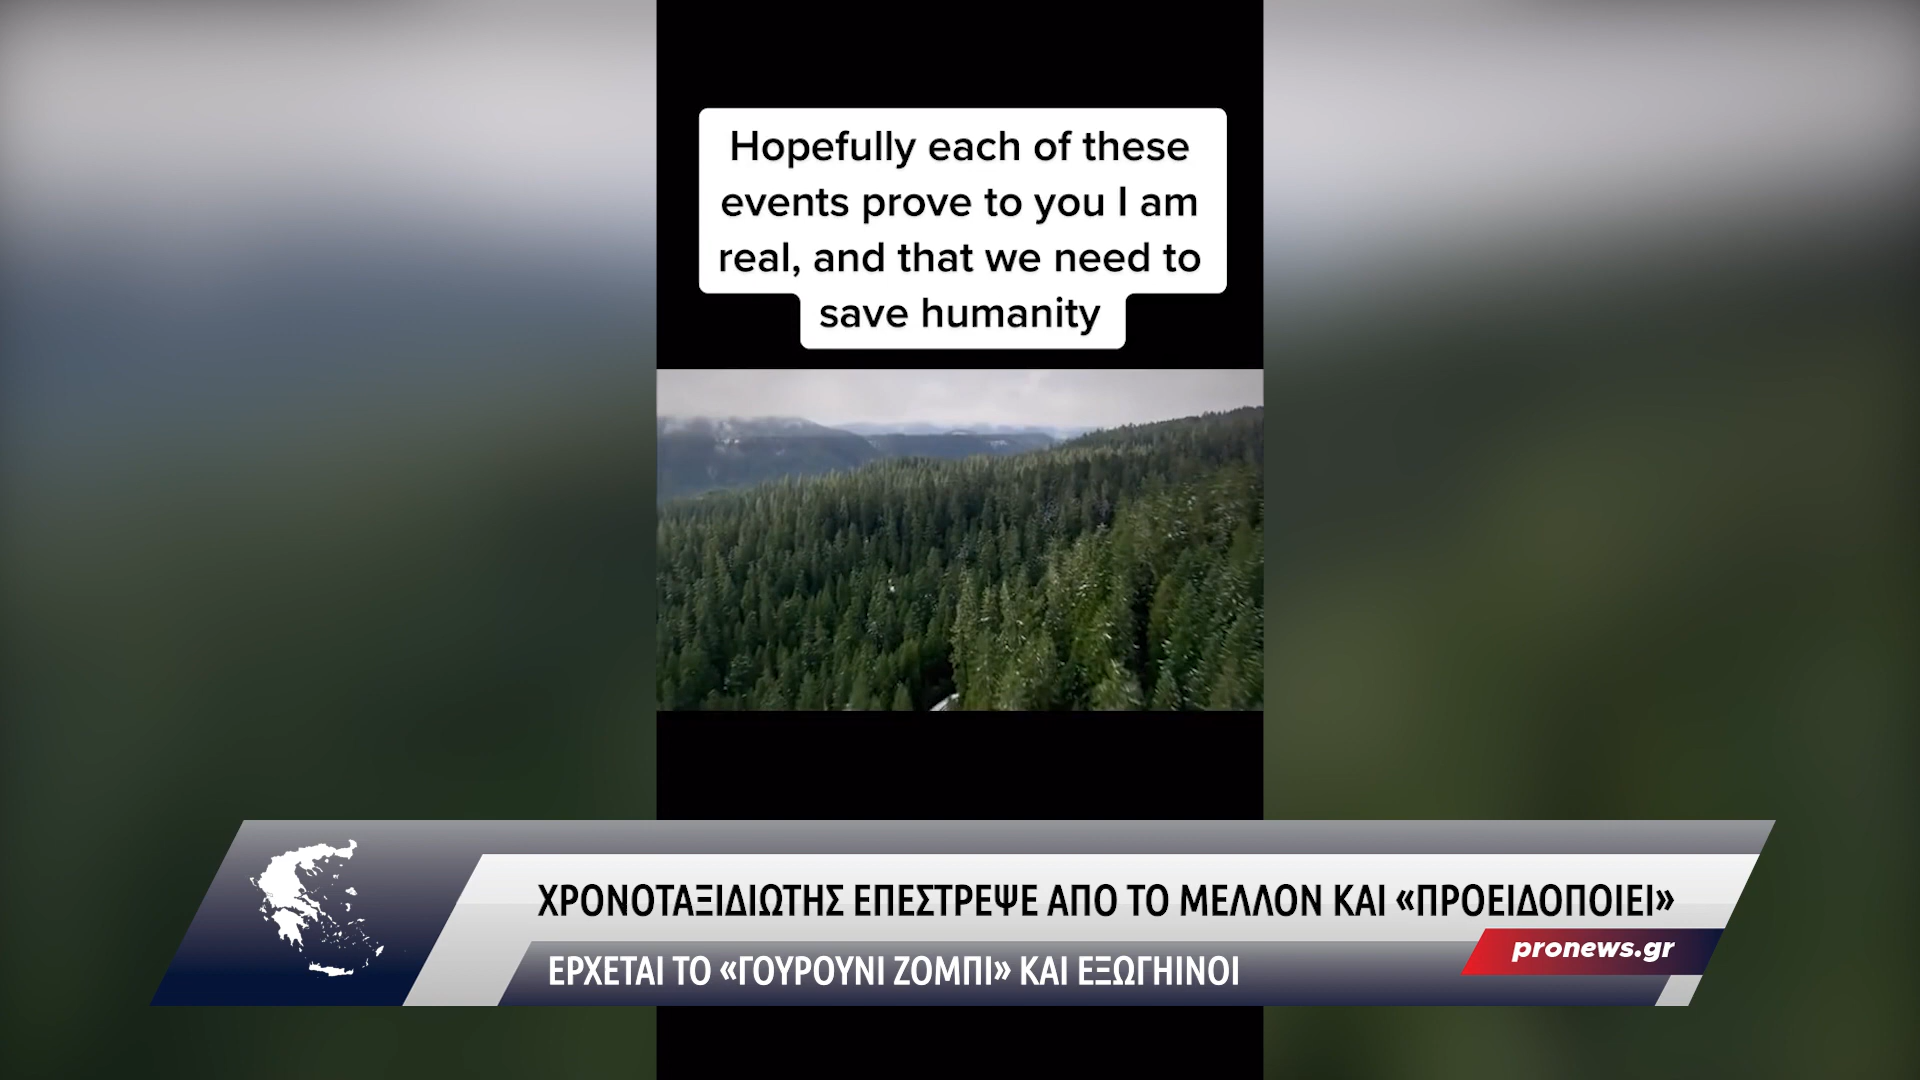 Hopefully each of these
events prove to you I am
real, and that we need to
save humanity
ΧΡΟΝΟΤΑΞΙΔΙΩΤΗΣ ΕΠΕΣΤΡΕΨΕ ΑΠΟ ΤΟ ΜΕΛΛΟΝ ΚΑΙ «ΠΡΟΕΙΔΟΠΟΙΕΙ»
pronews.gr
ΕΡΧΕΤΑΙ ΤΟ «ΓΟΥΡΟΥΝΙ ΖΟΜΠΙ» ΚΑΙ ΕΞΩΓΗΙΝΟΙ